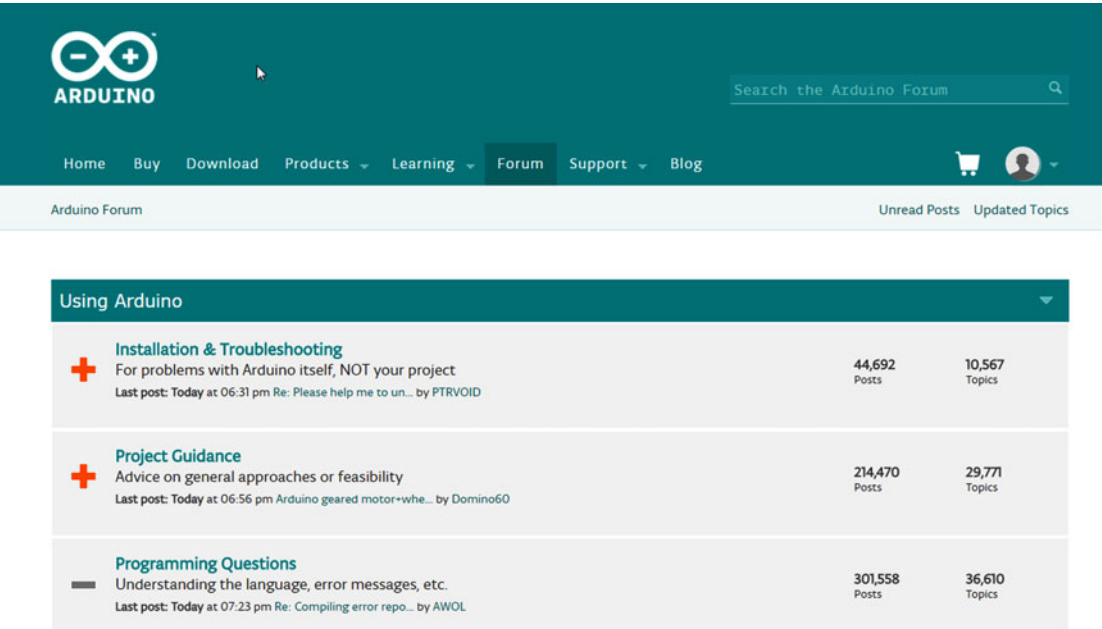 ARDUINO
Search the Arduino Forum
Home Buy Download Products Learning Forum Support Blog
Arduino Forum Unread Posts Updated Topics
Using Arduino
Installation & Troubleshooting
For problems with Arduino itself, NOT your project
Last post: Today at 06:31 pm Re: Please help me to un... by PTRVOID
44,692 10,567
Posts Topics
Project Guidance
Advice on general approaches or feasibility
Last post: Today at 06:56 pm Arduino geared motor+whe... by Domino60
214,470 29,771
Posts Topics
Programming Questions
Understanding the language, error messages, etc.
Last post: Today at 07:23 pm Re: Compiling error repo... by AWOL
301,558 36,610
Posts Topics